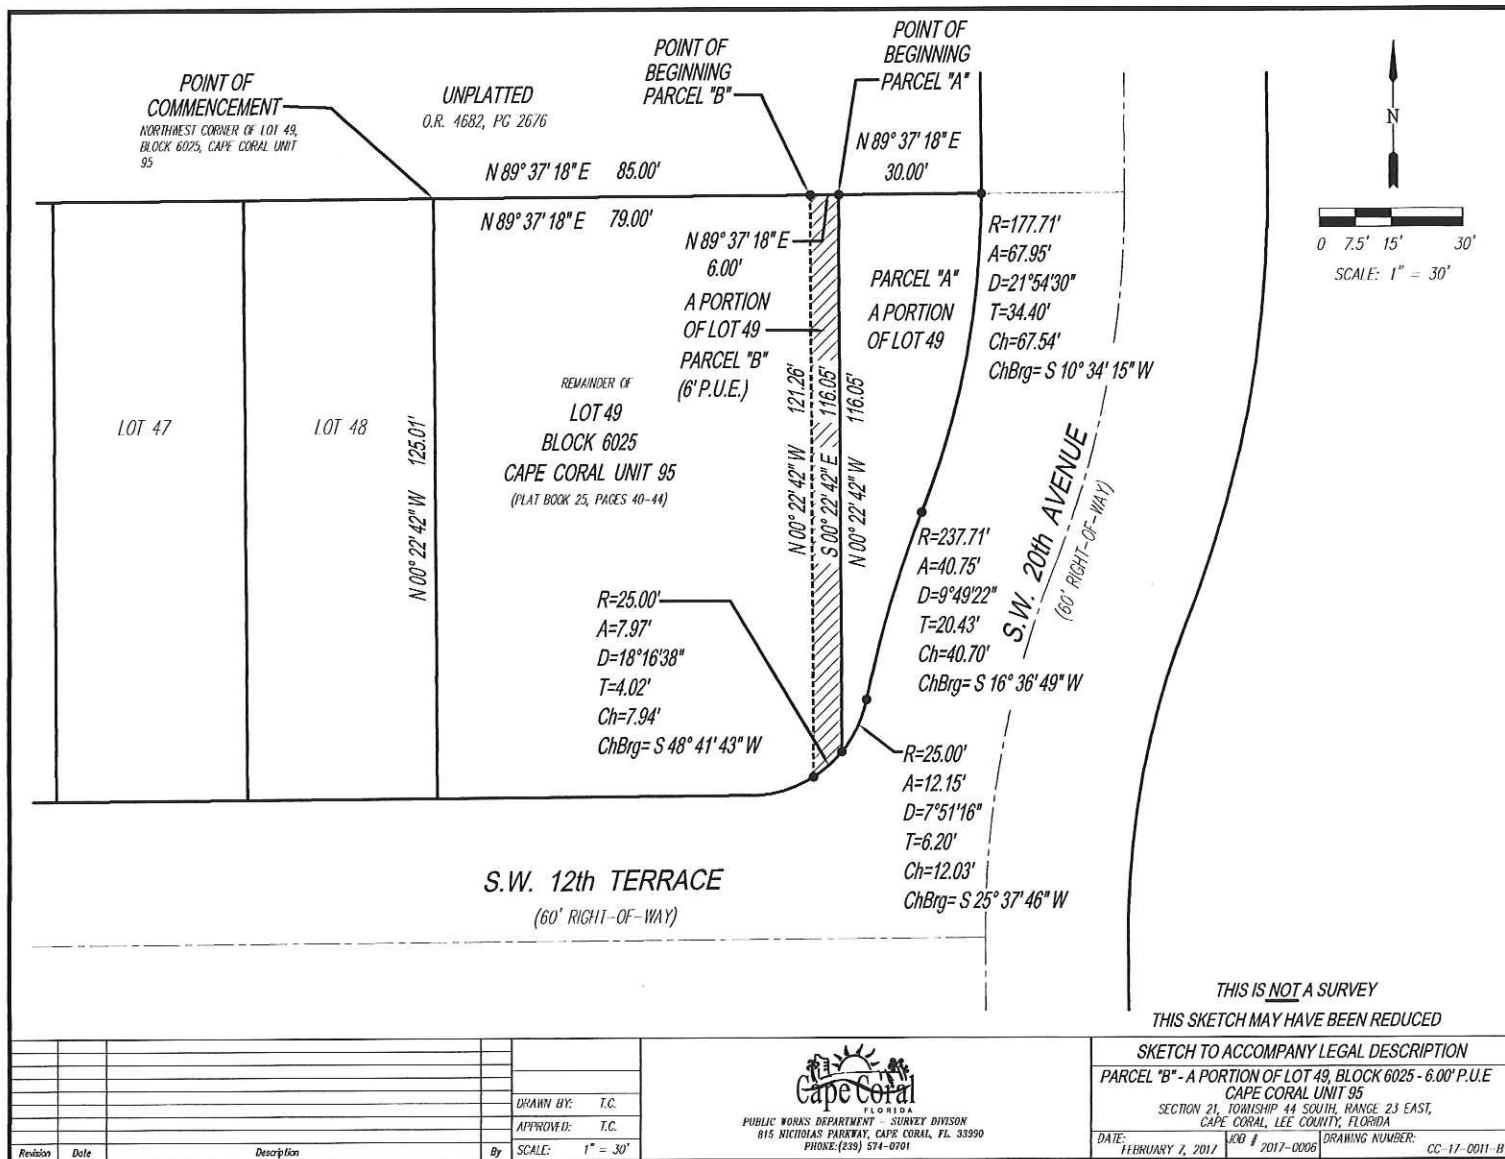 POINT OF
COMMENCEMENT
NORTHWEST CORNER OF LOT 49,
BLOCK 6025, CAPE CORAL UNIT
95
UNPLATTED
O.R. 4682, PG 2676
POINT OF
BEGINNING
PARCEL "B"
POINT OF
BEGINNING
PARCEL "A"
N 89° 37' 18" E 30.00'
N 89° 37' 18" E 85.00'
N 89° 37' 18" E 79.00'
N 89° 37' 18" E
6.00'
A PORTION
OF LOT 49
PARCEL "B"
(6' P.U.E.)
PARCEL "A"
A PORTION
OF LOT 49
R=177.71'
A=67.95'
D=21°54'30"
T=34.40'
Ch=67.54'
ChBrg= S 10° 34' 15" W
N
0 7.5' 15' 30'
SCALE: 1" = 30'
LOT 47
LOT 48
N 00° 22' 42" W 125.01'
REMAINDER OF
LOT 49
BLOCK 6025
CAPE CORAL UNIT 95
(PLAT BOOK 25, PAGES 40-44)
N 00° 22' 42" W 121.26'
S 00° 22' 42" E 116.05'
N 00° 22' 42" W 116.05'
R=237.71'
A=40.75'
D=9°49'22"
T=20.43'
Ch=40.70'
ChBrg= S 16° 36' 49" W
S.W. 20th AVENUE
(60' RIGHT-OF-WAY)
R=25.00'
A=7.97'
D=18°16'38"
T=4.02'
Ch=7.94'
ChBrg= S 48° 41' 43" W
R=25.00'
A=12.15'
D=7°51'16"
T=6.20'
Ch=12.03'
ChBrg= S 25° 37' 46" W
S.W. 12th TERRACE
(60' RIGHT-OF-WAY)
THIS IS NOT A SURVEY
THIS SKETCH MAY HAVE BEEN REDUCED
Revision Date Description By
DRAWN BY: T.C.
APPROVED: T.C.
SCALE: 1" = 30'
Cape Coral
FLORIDA
PUBLIC WORKS DEPARTMENT - SURVEY DIVISON
815 NICHOLAS PARKWAY, CAPE CORAL, FL. 33990
PHONE:(239) 574-0701
SKETCH TO ACCOMPANY LEGAL DESCRIPTION
PARCEL "B" - A PORTION OF LOT 49, BLOCK 6025 - 6.00' P.U.E
CAPE CORAL UNIT 95
SECTION 21, TOWNSHIP 44 SOUTH, RANGE 23 EAST,
CAPE CORAL, LEE COUNTY, FLORIDA
DATE: FEBRUARY 7, 2017 JOB # 2017-0006 DRAWING NUMBER: CC-17-0011-B